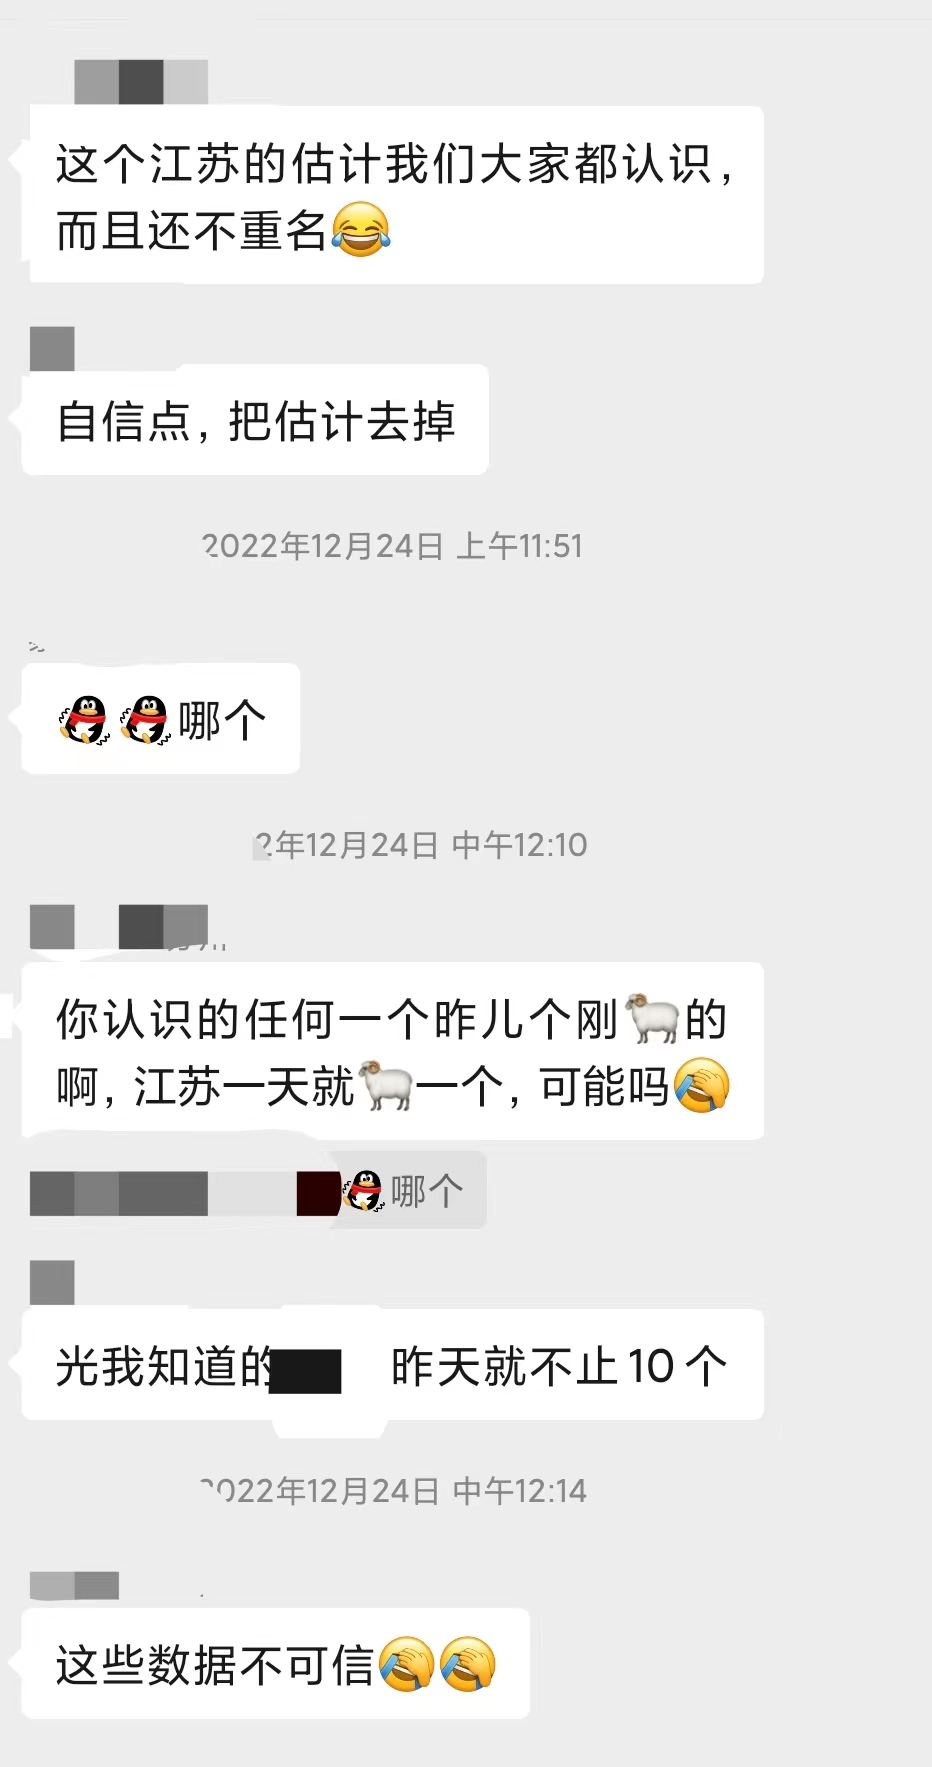 这个江苏的估计我们大家都认识，
而且还不重名😂
自信点，把估计去掉
2022年12月24日 上午11:51
🐧🐧哪个
2年12月24日 中午12:10
你认识的任何一个昨儿个刚🐏的
啊，江苏一天就🐏一个，可能吗🤦
🐧哪个
光我知道的 昨天就不止10个
022年12月24日 中午12:14
这些数据不可信🤦🤦